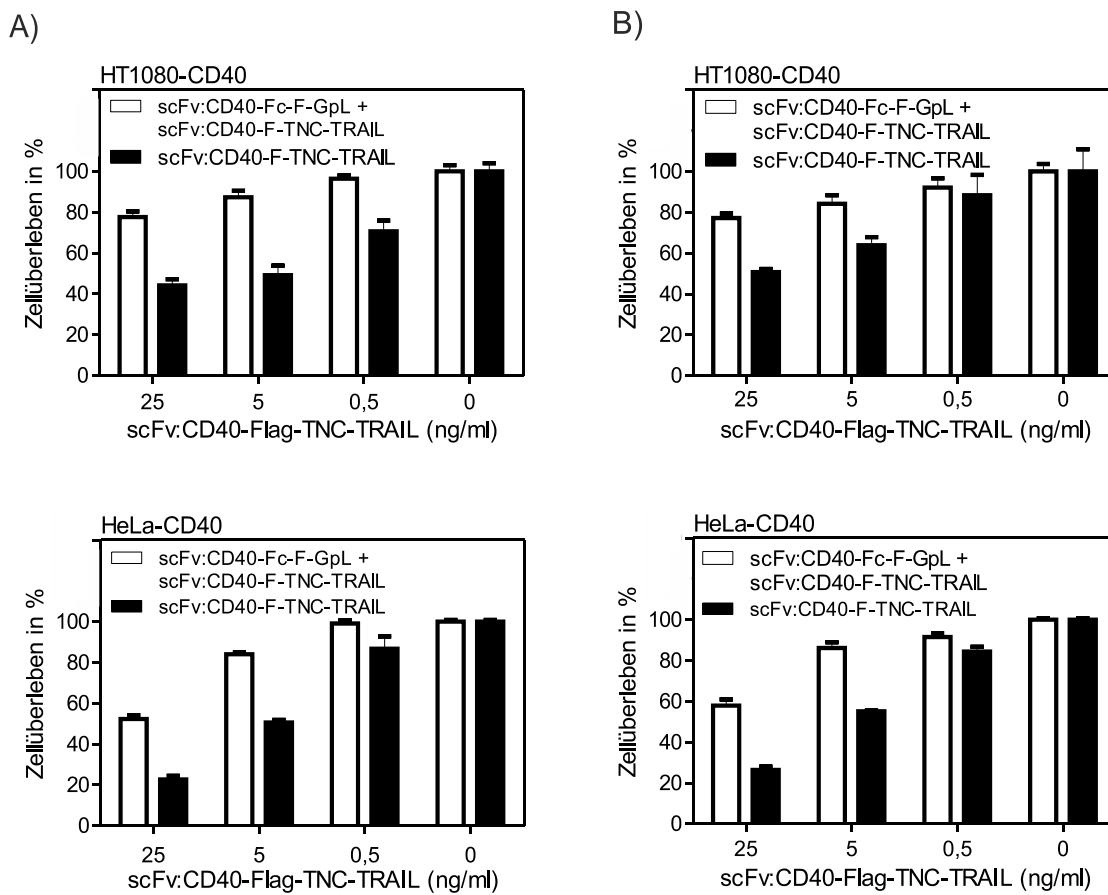 A)
HT1080-CD40
scFv:CD40-Fc-F-GpL +
scFv:CD40-F-TNC-TRAIL
scFv:CD40-F-TNC-TRAIL
Zellüberleben in %
100
80
60
40
20
0
25 5 0,5 0
scFv:CD40-Flag-TNC-TRAIL (ng/ml)
HeLa-CD40
scFv:CD40-Fc-F-GpL +
scFv:CD40-F-TNC-TRAIL
scFv:CD40-F-TNC-TRAIL
Zellüberleben in %
100
80
60
40
20
0
25 5 0,5 0
scFv:CD40-Flag-TNC-TRAIL (ng/ml)
B)
HT1080-CD40
scFv:CD40-Fc-F-GpL +
scFv:CD40-F-TNC-TRAIL
scFv:CD40-F-TNC-TRAIL
Zellüberleben in %
100
80
60
40
20
0
25 5 0,5 0
scFv:CD40-Flag-TNC-TRAIL (ng/ml)
HeLa-CD40
scFv:CD40-Fc-F-GpL +
scFv:CD40-F-TNC-TRAIL
scFv:CD40-F-TNC-TRAIL
Zellüberleben in %
100
80
60
40
20
0
25 5 0,5 0
scFv:CD40-Flag-TNC-TRAIL (ng/ml)